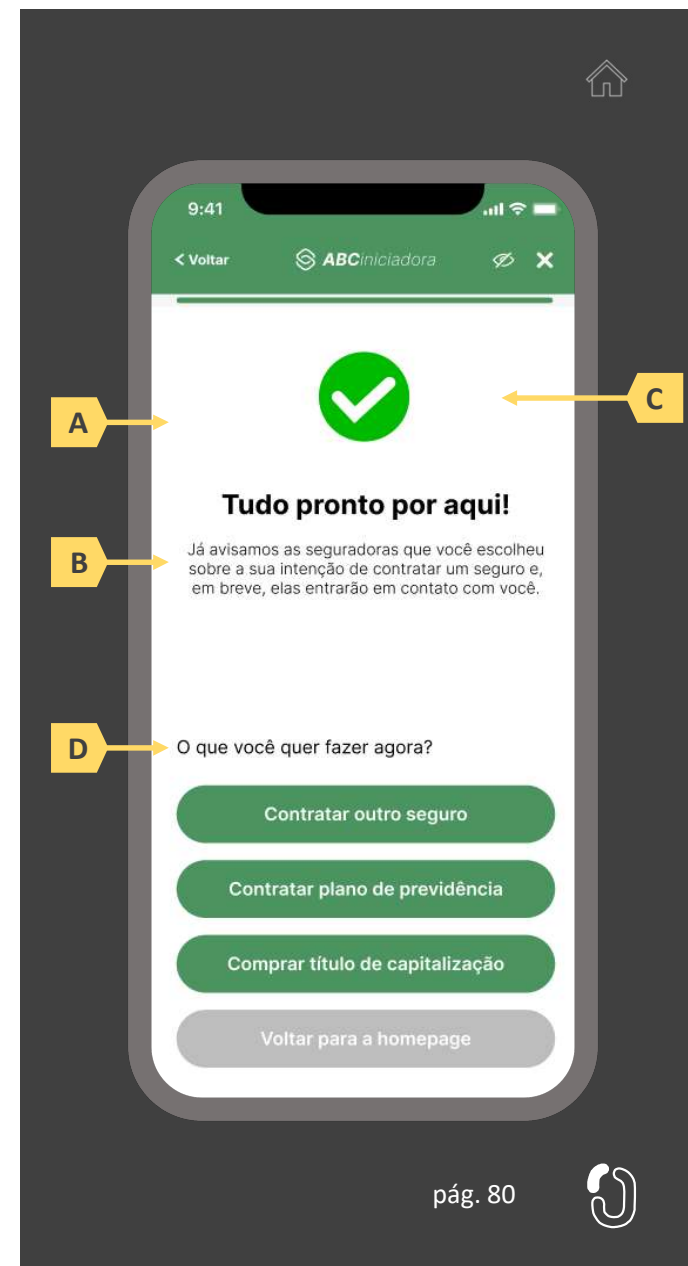 9:41
< Voltar
ABCiniciadora
C
A
Tudo pronto por aqui!
B
Já avisamos as seguradoras que você escolheu
sobre a sua intenção de contratar um seguro e,
em breve, elas entrarão em contato com você.
D
O que você quer fazer agora?
Contratar outro seguro
Contratar plano de previdência
Comprar título de capitalização
Voltar para a homepage
pág. 80